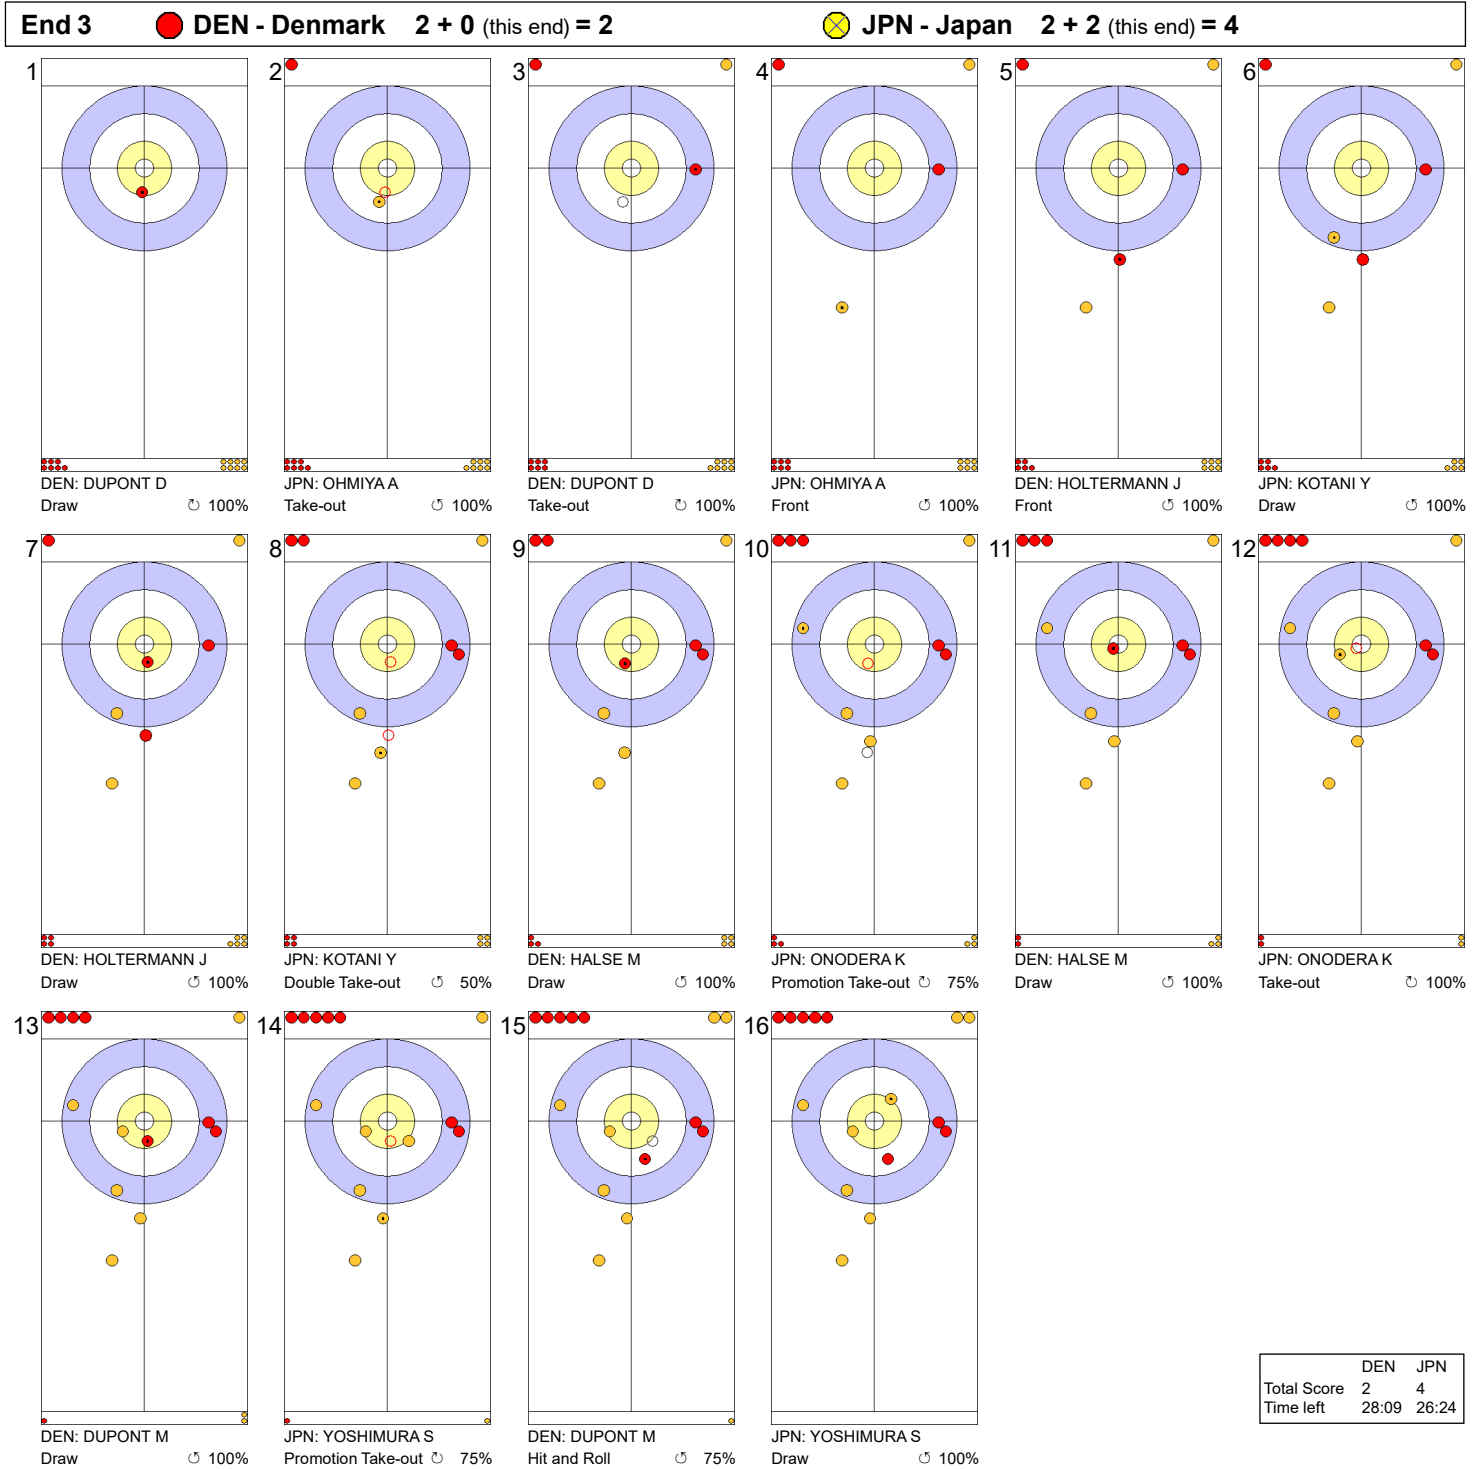 End 3 DEN - Denmark 2 + 0 (this end) = 2 JPN - Japan 2 + 2 (this end) = 4
1 2 3 4 5 6
DEN: DUPONT D JPN: OHMIYA A DEN: DUPONT D JPN: OHMIYA A DEN: HOLTERMANN J JPN: KOTANI Y
Draw ↻ 100% Take-out ↺ 100% Take-out ↺ 100% Front ↺ 100% Front ↺ 100% Draw ↺ 100%
7 8 9 10 11 12
DEN: HOLTERMANN J JPN: KOTANI Y DEN: HALSE M JPN: ONODERA K DEN: HALSE M JPN: ONODERA K
Draw ↺ 100% Double Take-out ↺ 50% Draw ↺ 100% Promotion Take-out ↻ 75% Draw ↺ 100% Take-out ↺ 100%
13 14 15 16
DEN: DUPONT M JPN: YOSHIMURA S DEN: DUPONT M JPN: YOSHIMURA S
Draw ↺ 100% Promotion Take-out ↻ 75% Hit and Roll ↺ 75% Draw ↺ 100%
DEN JPN
Total Score 2 4
Time left 28:09 26:24